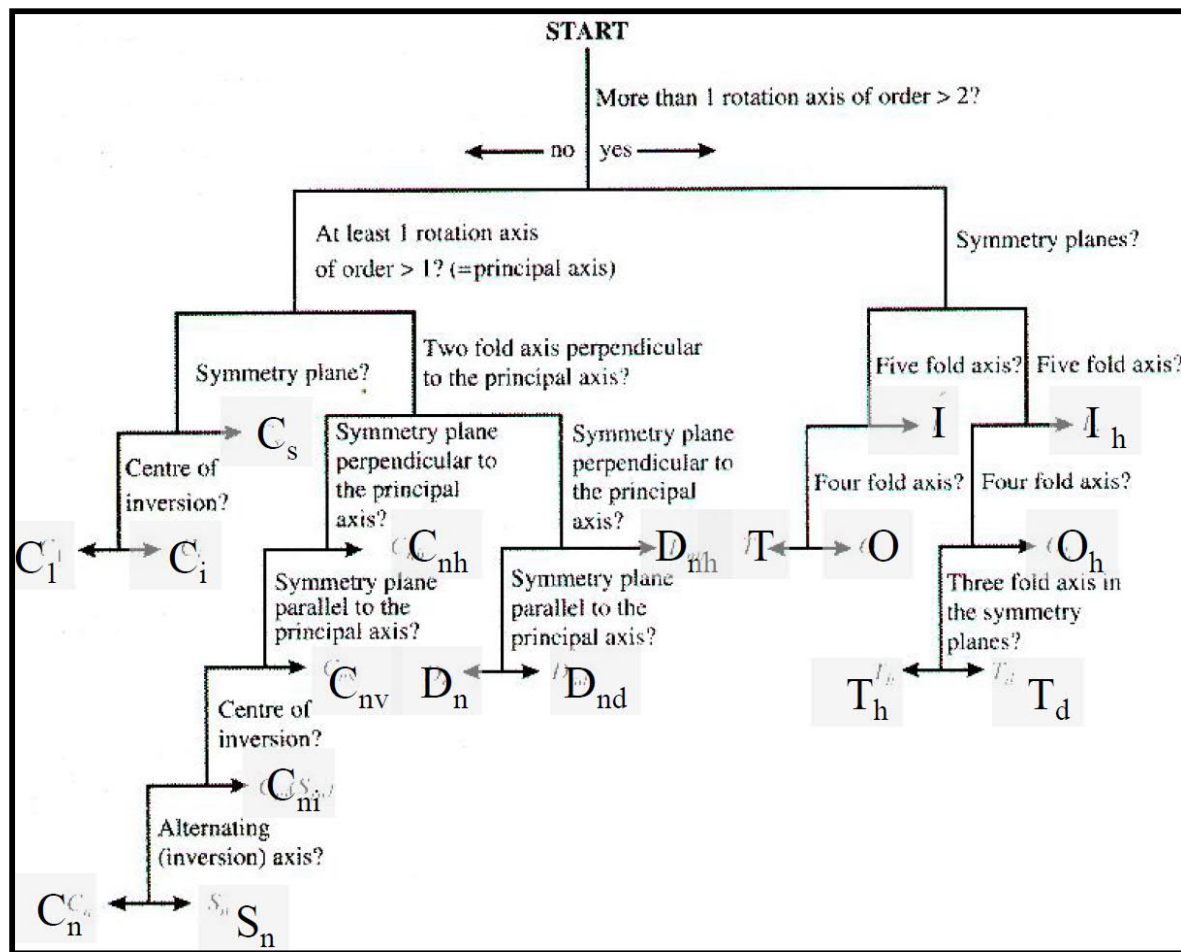 START
More than 1 rotation axis of order > 2?
no yes
At least 1 rotation axis
of order > 1? (=principal axis)
Symmetry planes?
Two fold axis perpendicular
to the principal axis?
Symmetry plane?
Five fold axis? Five fold axis?
C_s
I
I_h
Symmetry plane
perpendicular to
the principal
axis?
Symmetry plane
perpendicular to
the principal
axis?
Centre of
inversion?
Four fold axis? Four fold axis?
C_1 C_i C_nh D_nh T O O_h
Symmetry plane
parallel to the
principal axis?
Symmetry plane
parallel to the
principal axis?
Three fold axis in
the symmetry
planes?
C_nv D_n D_nd T_h T_d
Centre of
inversion?
C_ni
Alternating
(inversion) axis?
C_n S_n